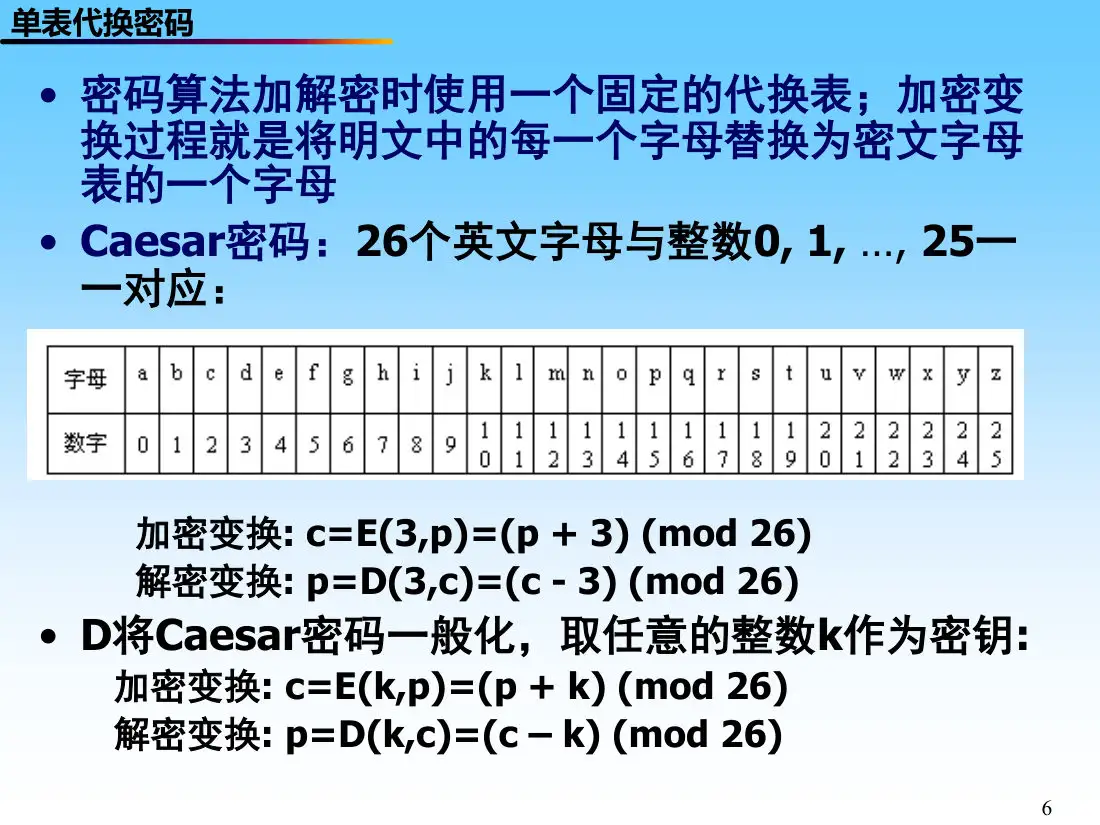 单表代换密码
• 密码算法加解密时使用一个固定的代换表；加密变
换过程就是将明文中的每一个字母替换为密文字母
表的一个字母
• Caesar密码：26个英文字母与整数0, 1, …, 25一
一对应：
字母 a b c d e f g h i j k l m n o p q r s t u v w x y z
数字 0 1 2 3 4 5 6 7 8 9 10 11 12 13 14 15 16 17 18 19 20 21 22 23 24 25
加密变换: c=E(3,p)=(p + 3) (mod 26)
解密变换: p=D(3,c)=(c - 3) (mod 26)
• D将Caesar密码一般化，取任意的整数k作为密钥:
加密变换: c=E(k,p)=(p + k) (mod 26)
解密变换: p=D(k,c)=(c – k) (mod 26)
6